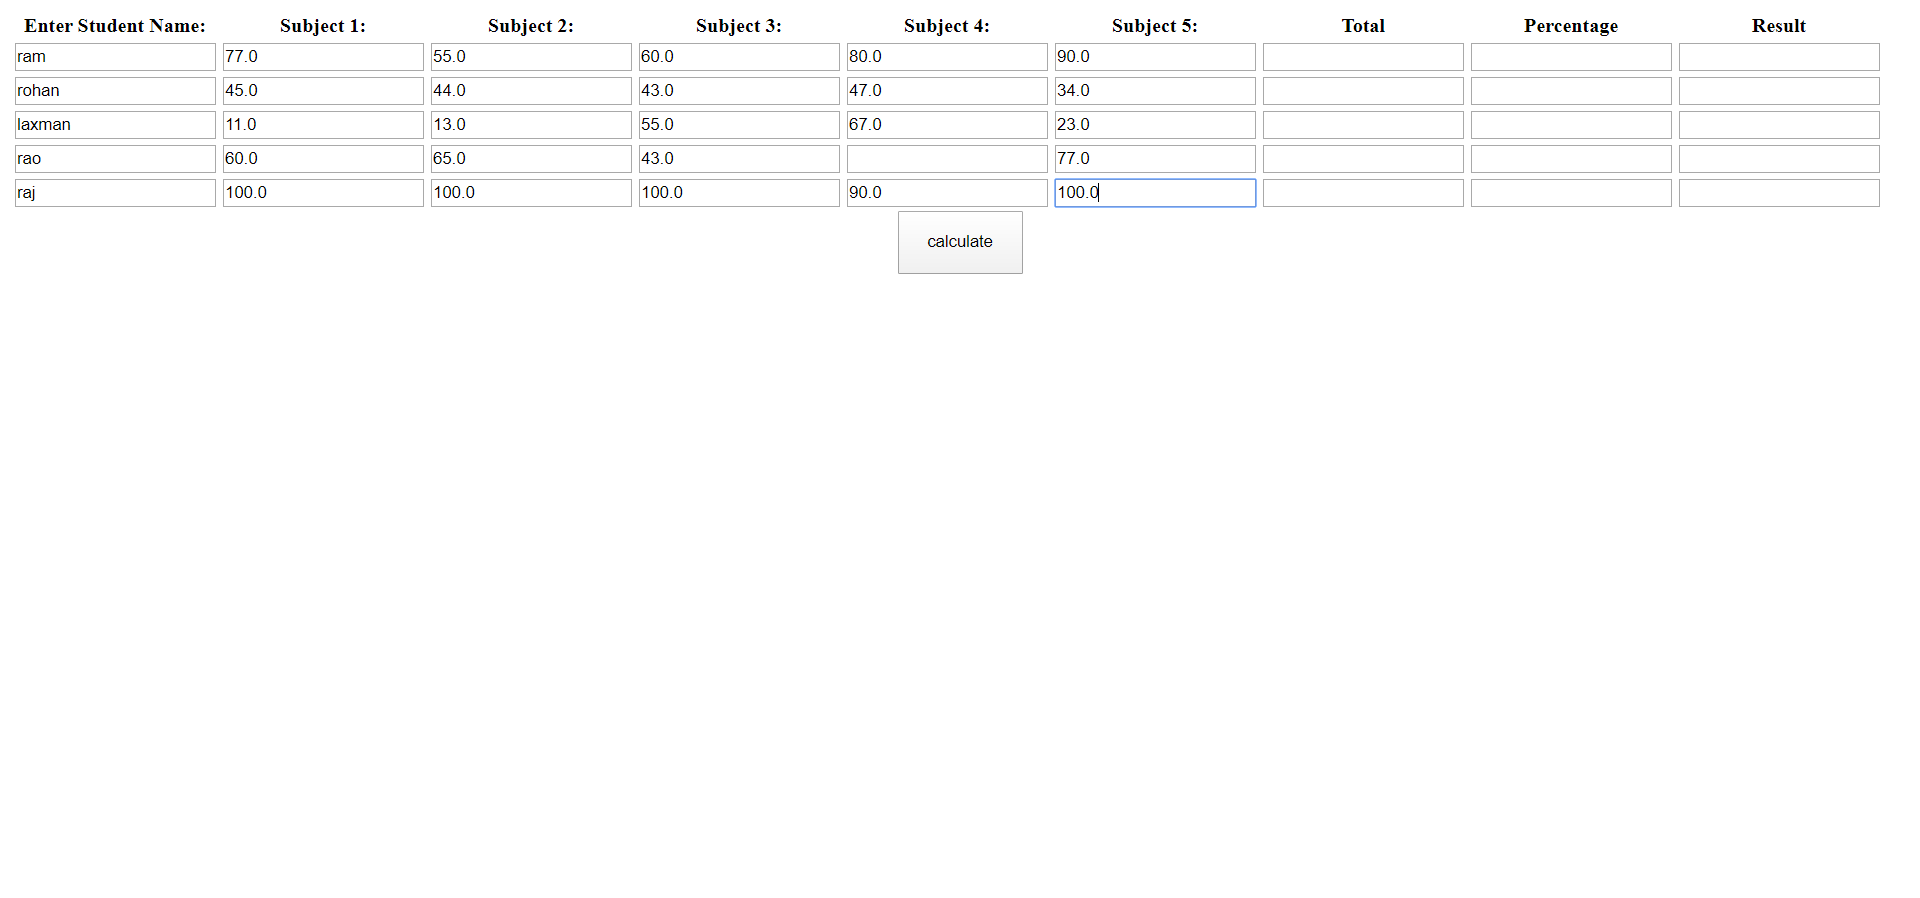 Enter Student Name: Subject 1: Subject 2: Subject 3: Subject 4: Subject 5: Total Percentage Result
ram 77.0 55.0 60.0 80.0 90.0
rohan 45.0 44.0 43.0 47.0 34.0
laxman 11.0 13.0 55.0 67.0 23.0
rao 60.0 65.0 43.0 77.0
raj 100.0 100.0 100.0 90.0 100.0
calculate